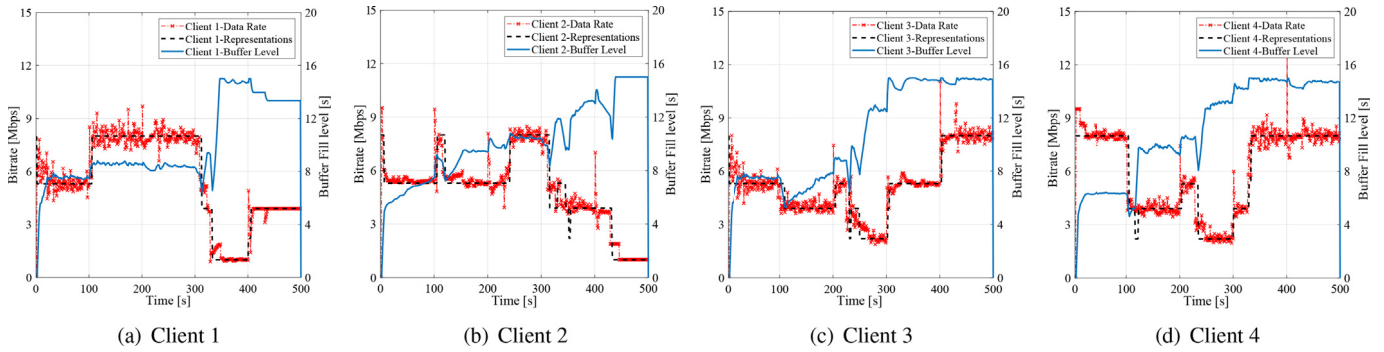 15
12
9
6
3
0
Bitrate [Mbps]
0 100 200 300 400 500
Time [s]
20
16
12
8
4
0
Buffer Fill level [s]
Client 1-Data Rate
Client 1-Representations
Client 1-Buffer Level
(a) Client 1
15
12
9
6
3
0
Bitrate [Mbps]
0 100 200 300 400 500
Time [s]
20
16
12
8
4
0
Buffer Fill level [s]
Client 2-Data Rate
Client 2-Representations
Client 2-Buffer Level
(b) Client 2
15
12
9
6
3
0
Bitrate [Mbps]
0 100 200 300 400 500
Time [s]
20
16
12
8
4
0
Buffer Fill level [s]
Client 3-Data Rate
Client 3-Representations
Client 3-Buffer Level
(c) Client 3
15
12
9
6
3
0
Bitrate [Mbps]
0 100 200 300 400 500
Time [s]
20
16
12
8
4
0
Buffer Fill level [s]
Client 4-Data Rate
Client 4-Representations
Client 4-Buffer Level
(d) Client 4